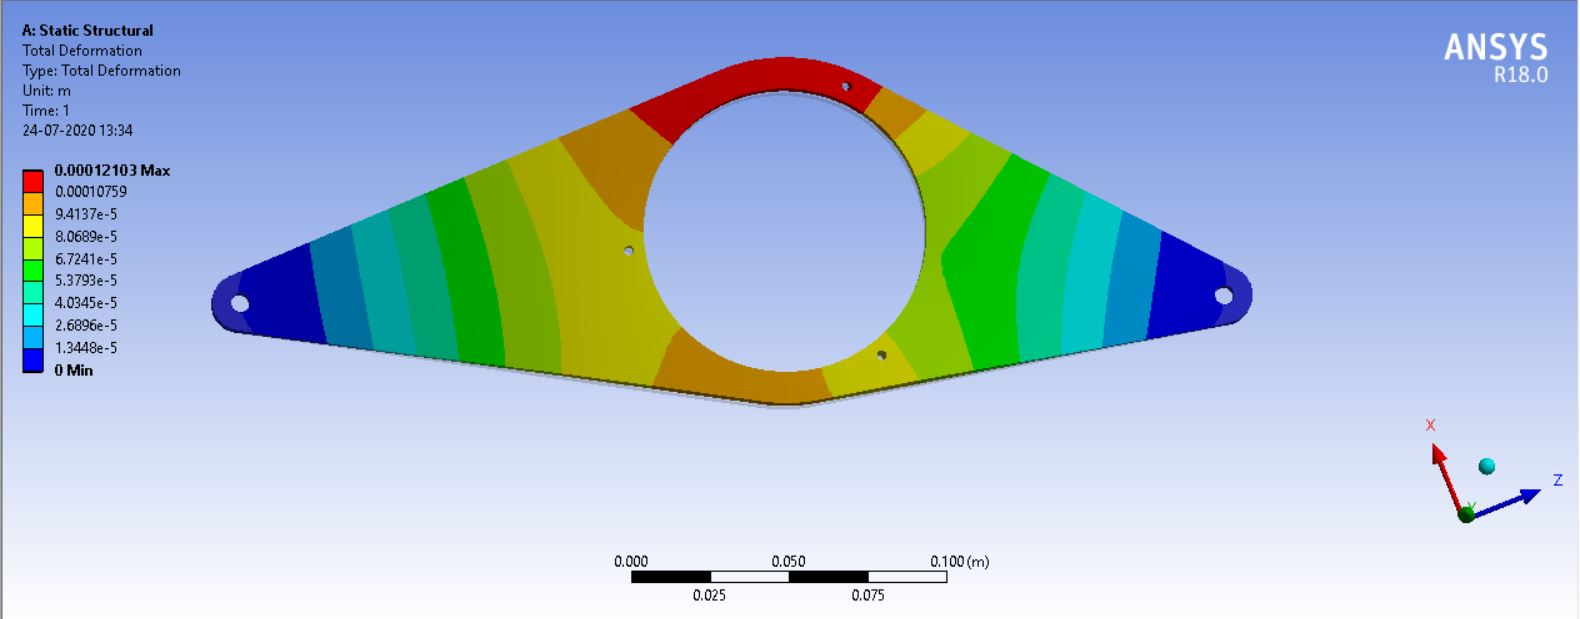 A: Static Structural
Total Deformation
Type: Total Deformation
Unit: m
Time: 1
24-07-2020 13:34
0.00012103 Max
0.00010759
9.4137e-5
8.0689e-5
6.7241e-5
5.3793e-5
4.0345e-5
2.6896e-5
1.3448e-5
0 Min
ANSYS
R18.0
X
Y
Z
0.000 0.050 0.100 (m)
0.025 0.075